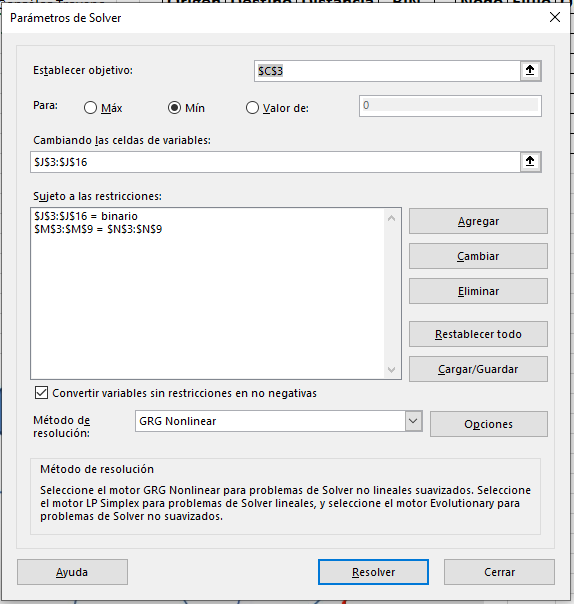 Origen Destino Distancia
Parámetros de Solver
Establecer objetivo:
$C$3
Para:
Máx
Mín
Valor de:
0
Cambiando las celdas de variables:
$J$3:$J$16
Sujeto a las restricciones:
$J$3:$J$16 = binario
$M$3:$M$9 = $N$3:$N$9
Agregar
Cambiar
Eliminar
Restablecer todo
Cargar/Guardar
Convertir variables sin restricciones en no negativas
Método de
resolución:
GRG Nonlinear
Opciones
Método de resolución
Seleccione el motor GRG Nonlinear para problemas de Solver no lineales suavizados. Seleccione
el motor LP Simplex para problemas de Solver lineales, y seleccione el motor Evolutionary para
problemas de Solver no suavizados.
Ayuda
Resolver
Cerrar